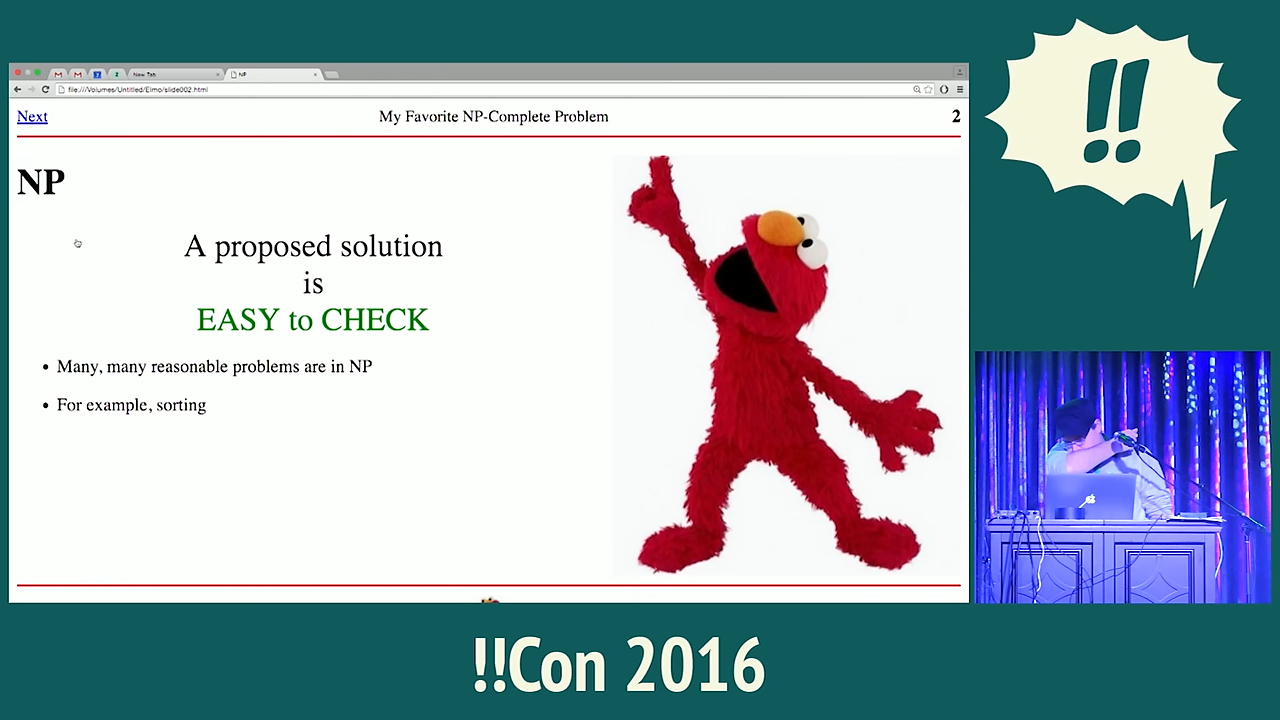 New Tab
NP
file:///Volumes/Untitled/Elmo/slide002.html
Next
My Favorite NP-Complete Problem
2
NP
A proposed solution
is
EASY to CHECK
• Many, many reasonable problems are in NP
• For example, sorting
!!
!!Con 2016